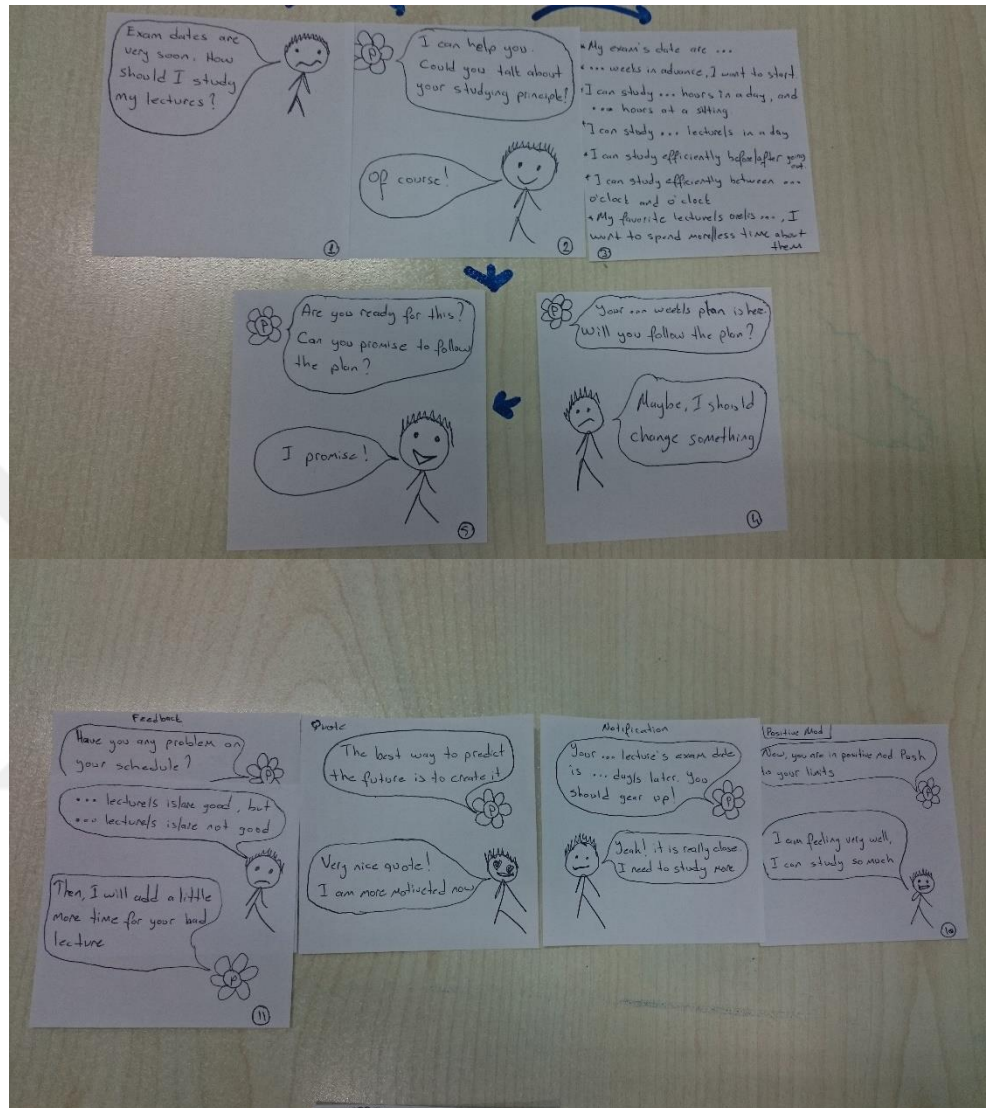 Exam dates are
very soon. How
should I study
my lectures?
1
P
I can help you.
Could you talk about
your studying principle?
Of course!
2
• My exam's date are ...
• ... weeks in advance, I want to start
• I can study ... hours in a day, and
... hours at a sitting
• I can study ... lecture/s in a day
• I can study efficiently before/after going
out
• I can study efficiently between ...
o'clock and o'clock
• My favorite lecture/s are/is ..., I
want to spend more/less time about
them
3
P
Your ... week/s plan is here.
Will you follow the plan?
Maybe, I should
change something
4
P
Are you ready for this?
Can you promise to follow
the plan?
I promise!
5
Feedback
Have you any problem on
your schedule?
P
... lecture/s is/are good, but
... lecture/s is/are not good
Then, I will add a little
more time for your bad
lecture
P
11
Quote
The best way to predict
the future is to create it
P
Very nice quote!
I am more motiveted now
Notification
Your ... lecture's exam date
is ... day/s later. You
should gear up!
P
Yeah! it is really close.
I need to study more
Positive Mod
Now, you are in positive mod Push
to your limits
P
I am feeling very well,
I can study so much
10